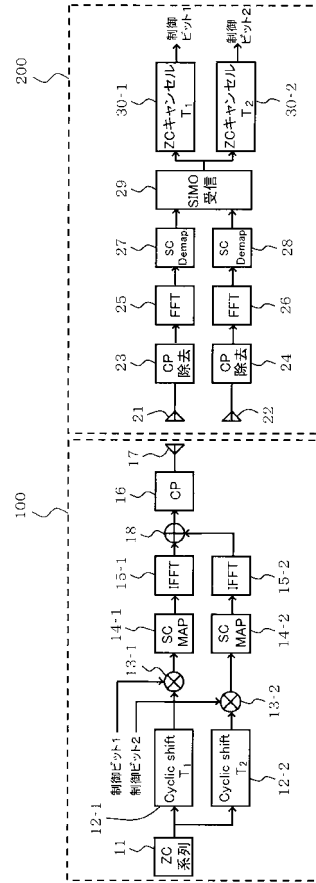 100
200
11
ZC
系列
12-1
Cyclic shift
T1
12-2
Cyclic shift
T2
制御ビット1
制御ビット2
13-1
13-2
14-1
SC
MAP
14-2
SC
MAP
15-1
IFFT
15-2
IFFT
18
16
CP
17
21
22
23
CP
除去
24
CP
除去
25
FFT
26
FFT
27
SC
Demap
28
SC
Demap
29
SIMO
受信
30-1
ZCキャンセル
T1
30-2
ZCキャンセル
T2
制御
ビット1
制御
ビット2